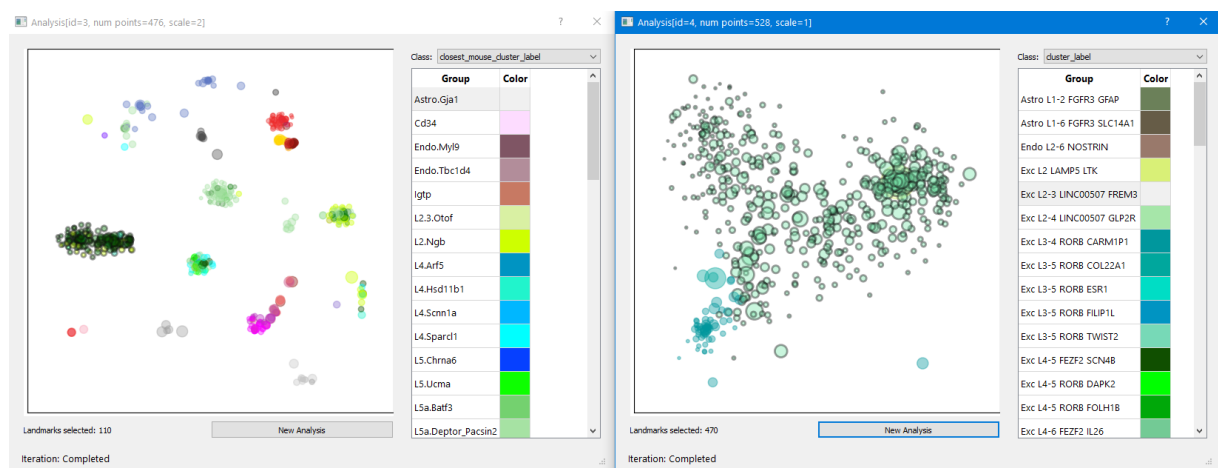 Analysis[id=3, num points=476, scale=2]
Class: closest_mouse_cluster_label
Group Color
Astro.Gja1
Cd34
Endo.Myl9
Endo.Tbc1d4
Igtp
L2.3.Otof
L2.Ngb
L4.Arf5
L4.Hsd11b1
L4.Scnn1a
L4.Sparcl1
L5.Chrna6
L5.Ucma
L5a.Batf3
L5a.Deptor_Pacsin2
Landmarks selected: 110
New Analysis
Iteration: Completed
Analysis[id=4, num points=528, scale=1]
Class: cluster_label
Group Color
Astro L1-2 FGFR3 GFAP
Astro L1-6 FGFR3 SLC14A1
Endo L2-6 NOSTRIN
Exc L2 LAMP5 LTK
Exc L2-3 LINC00507 FREM3
Exc L2-4 LINC00507 GLP2R
Exc L3-4 RORB CARM1P1
Exc L3-5 RORB COL22A1
Exc L3-5 RORB ESR1
Exc L3-5 RORB FILIP1L
Exc L3-5 RORB TWIST2
Exc L4-5 FEZF2 SCN4B
Exc L4-5 RORB DAPK2
Exc L4-5 RORB FOLH1B
Exc L4-6 FEZF2 IL26
Landmarks selected: 470
New Analysis
Iteration: Completed